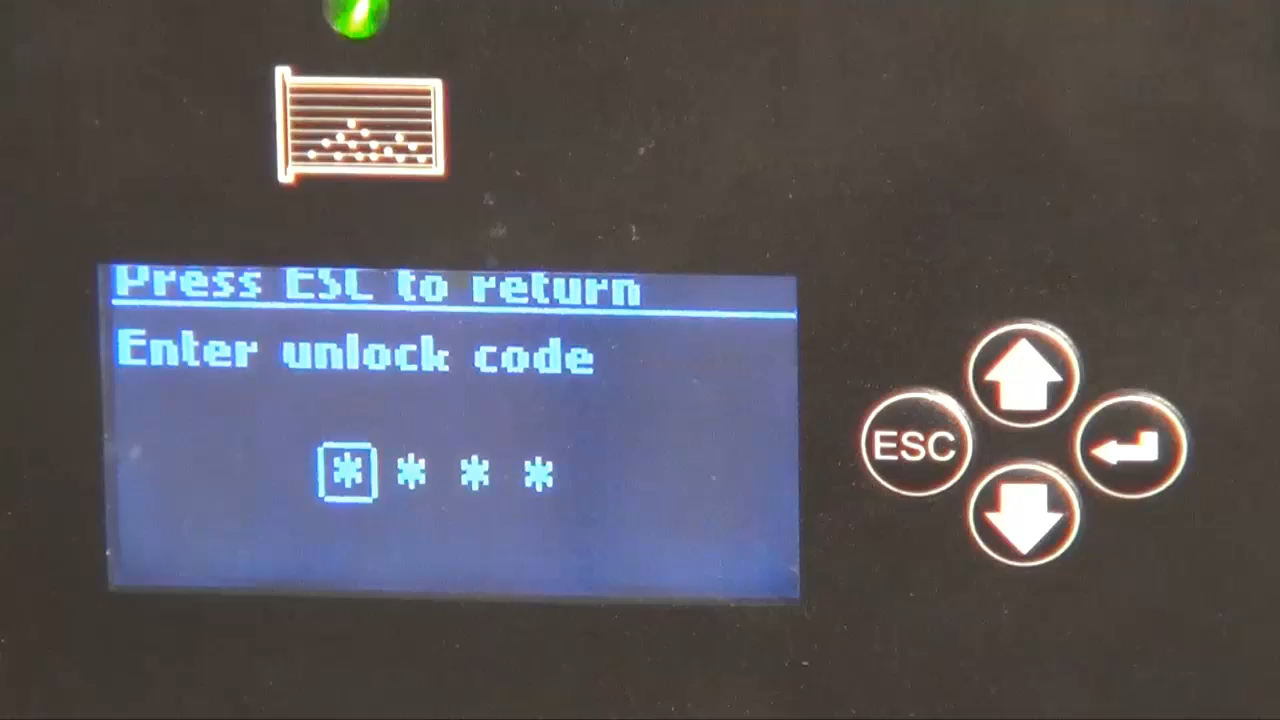 Press ESC to return
Enter unlock code
* * * *
ESC